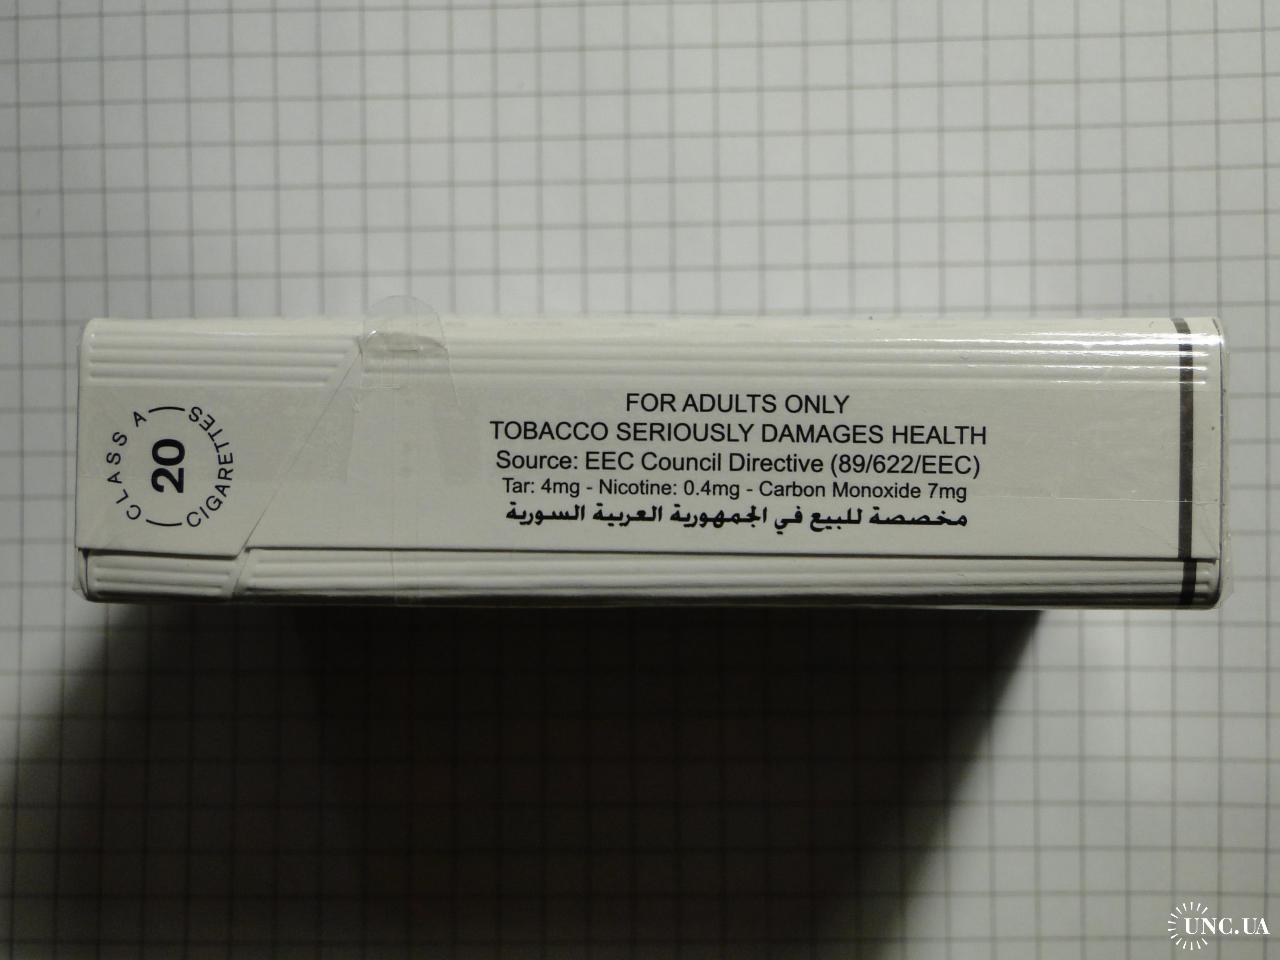 CLASS A
20
CIGARETTES
FOR ADULTS ONLY
TOBACCO SERIOUSLY DAMAGES HEALTH
Source: EEC Council Directive (89/622/EEC)
Tar: 4mg - Nicotine: 0.4mg - Carbon Monoxide 7mg
مخصصة للبيع في الجمهورية العربية السورية
UNC.UA